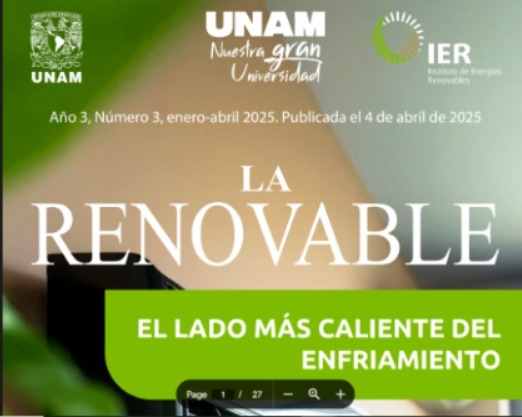 UNAM
UNAM
Nuestra gran
Universidad
IER
Instituto de Energías
Renovables
Año 3, Número 3, enero-abril 2025. Publicada el 4 de abril de 2025
LA
RENOVABLE
EL LADO MÁS CALIENTE DEL
ENFRIAMIENTO
Page 1 / 27